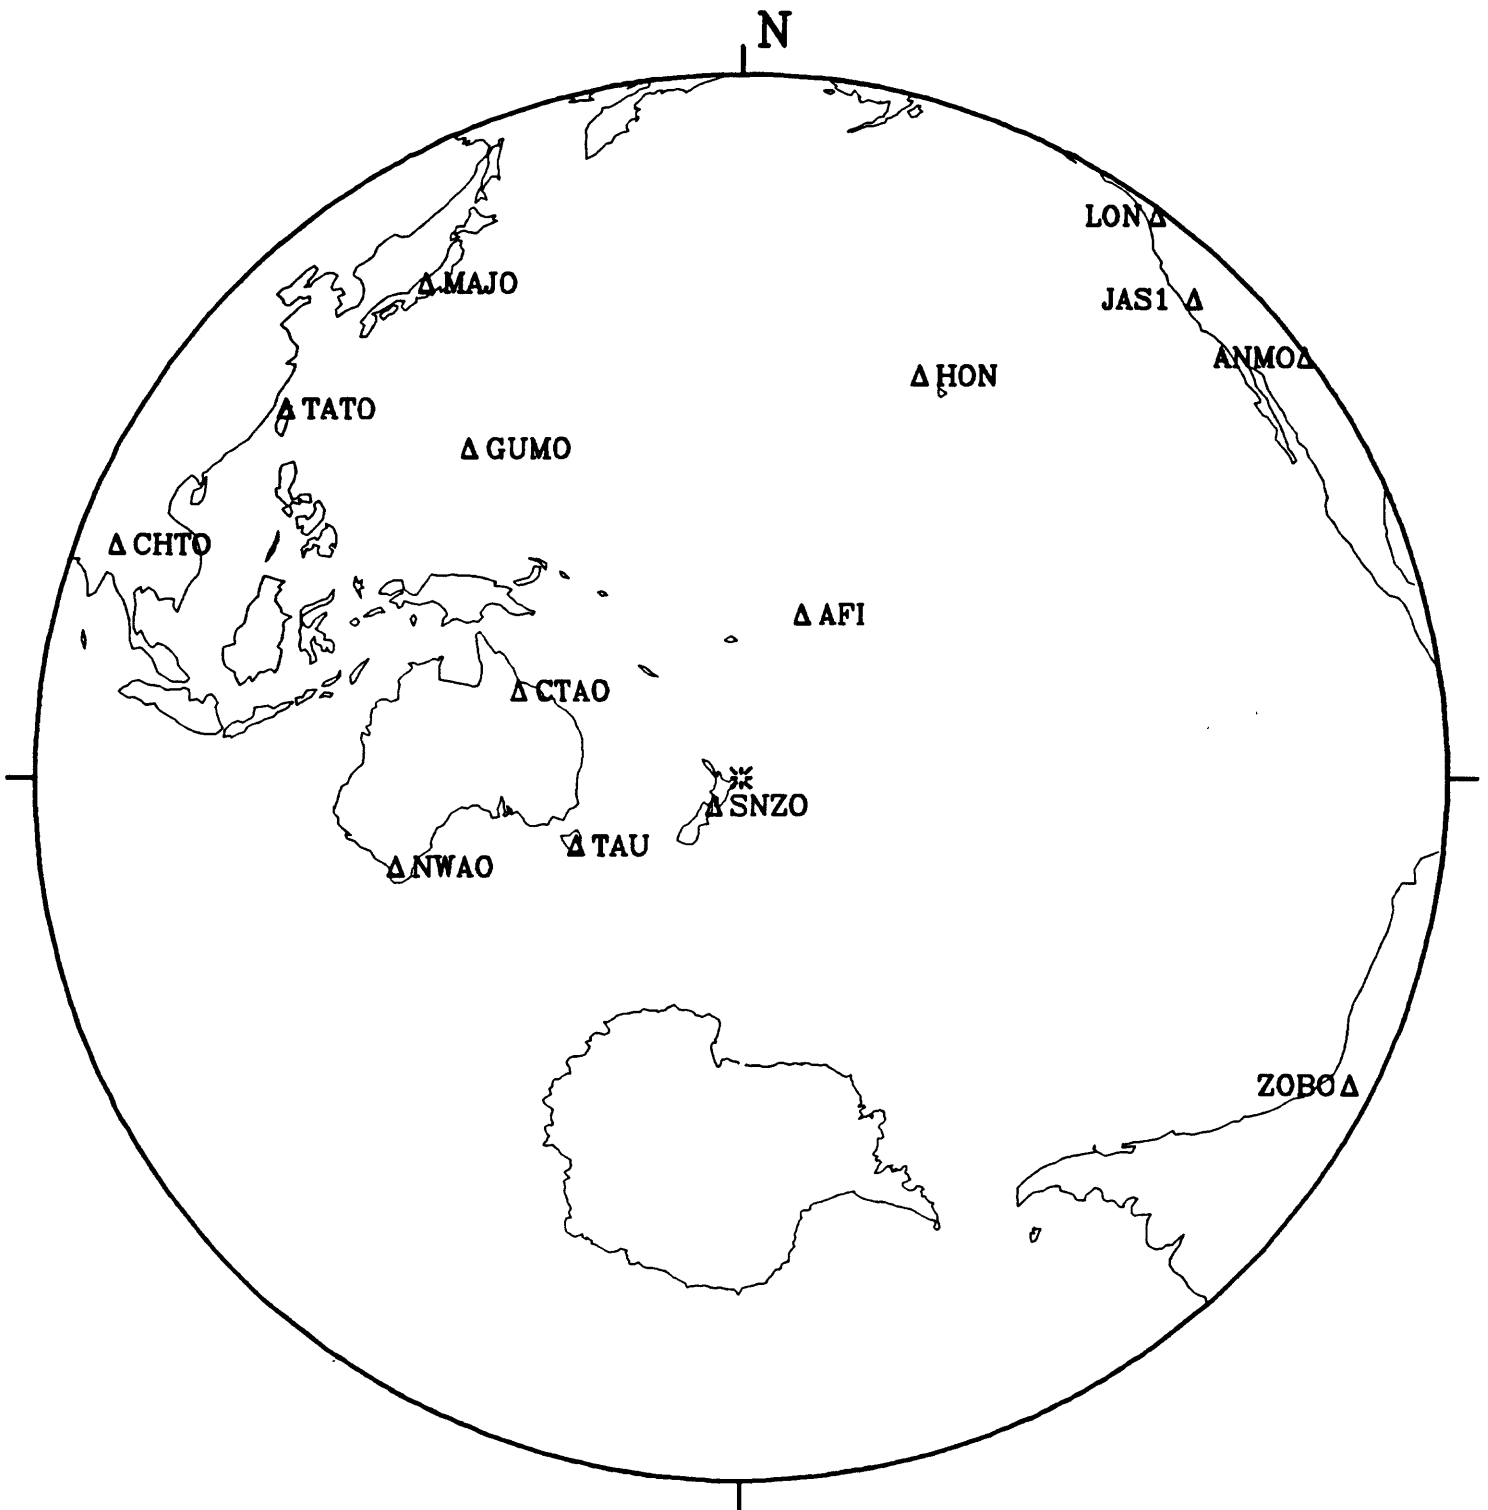 N
LON
MAJO
JAS1
ANMO
HON
TATO
GUMO
CHTO
AFI
CTAO
SNZO
TAU
NWAO
ZOBO